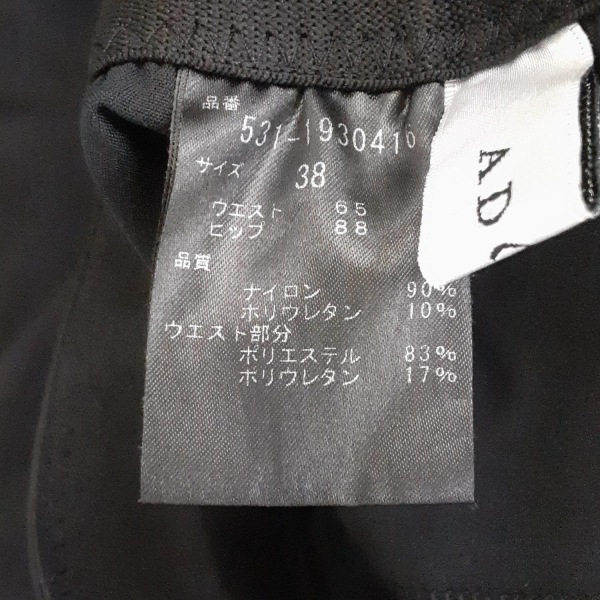 品番
531-1930416
サイズ
38
ウエスト 65
ヒップ 88
品質
ナイロン 90%
ポリウレタン 10%
ウエスト部分
ポリエステル 83%
ポリウレタン 17%
AD